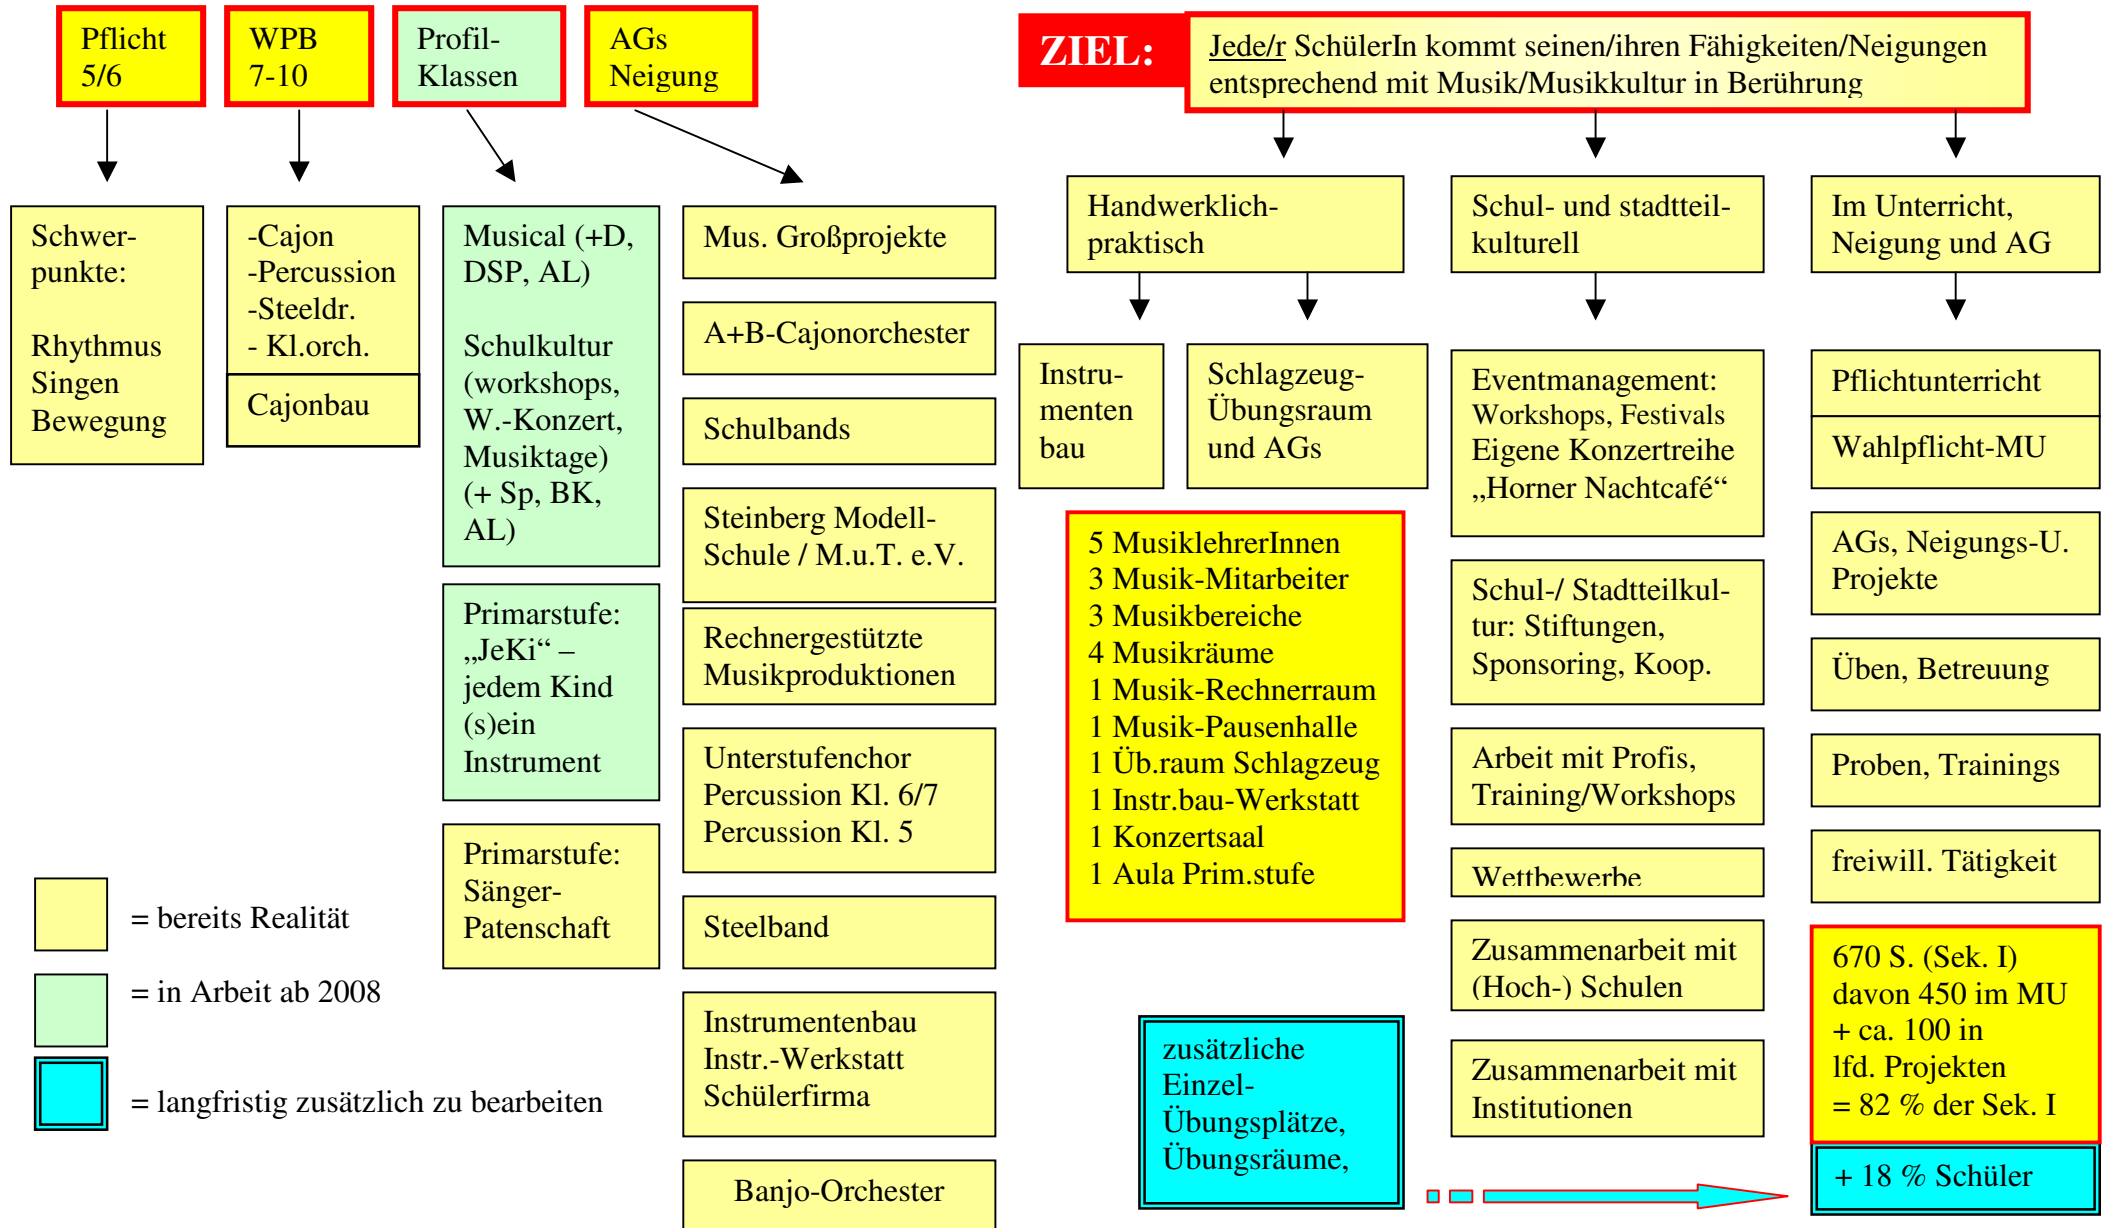 Pflicht
5/6
WPB
7-10
Profil-
Klassen
AGs
Neigung
ZIEL:
Jede/r SchülerIn kommt seinen/ihren Fähigkeiten/Neigungen
entsprechend mit Musik/Musikkultur in Berührung
Schwer-
punkte:
Rhythmus
Singen
Bewegung
-Cajon
-Percussion
-Steeldr.
- Kl.orch.
Cajonbau
Musical (+D,
DSP, AL)
Schulkultur
(workshops,
W.-Konzert,
Musiktage)
(+ Sp, BK,
AL)
Primarstufe:
„JeKi“ –
jedem Kind
(s)ein
Instrument
Primarstufe:
Sänger-
Patenschaft
Mus. Großprojekte
A+B-Cajonorchester
Schulbands
Steinberg Modell-
Schule / M.u.T. e.V.
Rechnergestützte
Musikproduktionen
Unterstufenchor
Percussion Kl. 6/7
Percussion Kl. 5
Steelband
Instrumentenbau
Instr.-Werkstatt
Schülerfirma
Banjo-Orchester
Handwerklich-
praktisch
Instru-
menten
bau
Schlagzeug-
Übungsraum
und AGs
5 MusiklehrerInnen
3 Musik-Mitarbeiter
3 Musikbereiche
4 Musikräume
1 Musik-Rechnerraum
1 Musik-Pausenhalle
1 Üb.raum Schlagzeug
1 Instr.bau-Werkstatt
1 Konzertsaal
1 Aula Prim.stufe
zusätzliche
Einzel-
Übungsplätze,
Übungsräume,
Schul- und stadtteil-
kulturell
Eventmanagement:
Workshops, Festivals
Eigene Konzertreihe
„Horner Nachtcafé“
Schul-/ Stadtteilkul-
tur: Stiftungen,
Sponsoring, Koop.
Arbeit mit Profis,
Training/Workshops
Wettbewerbe
Zusammenarbeit mit
(Hoch-) Schulen
Zusammenarbeit mit
Institutionen
Im Unterricht,
Neigung und AG
Pflichtunterricht
Wahlpflicht-MU
AGs, Neigungs-U.
Projekte
Üben, Betreuung
Proben, Trainings
freiwill. Tätigkeit
670 S. (Sek. I)
davon 450 im MU
+ ca. 100 in
lfd. Projekten
= 82 % der Sek. I
+ 18 % Schüler
= bereits Realität
= in Arbeit ab 2008
= langfristig zusätzlich zu bearbeiten